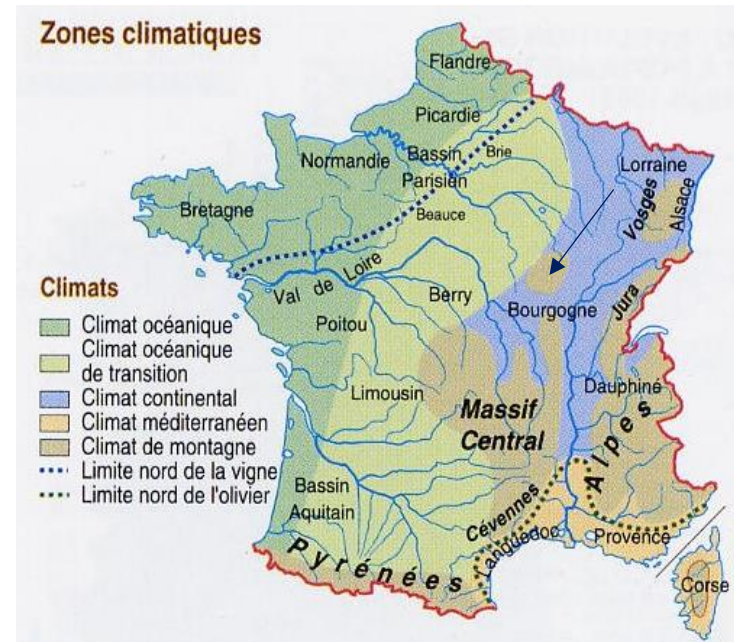 Zones climatiques
Flandre
Picardie
Normandie
Bassin
Parisien
Brie
Lorraine
Vosges
Alsace
Bretagne
Beauce
Val de Loire
Berry
Bourgogne
Jura
Poitou
Limousin
Massif
Central
Dauphiné
Alpes
Bassin
Aquitain
Cévennes
Languedoc
Provence
Pyrénées
Corse
Climats
Climat océanique
Climat océanique
de transition
Climat continental
Climat méditerranéen
Climat de montagne
Limite nord de la vigne
Limite nord de l'olivier